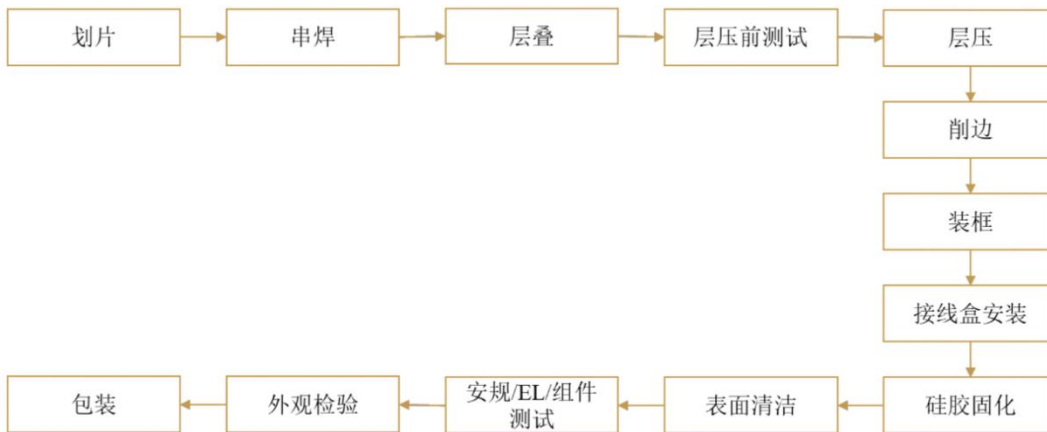 划片
串焊
层叠
层压前测试
层压
削边
装框
接线盒安装
硅胶固化
表面清洁
安规/EL/组件
测试
外观检验
包装